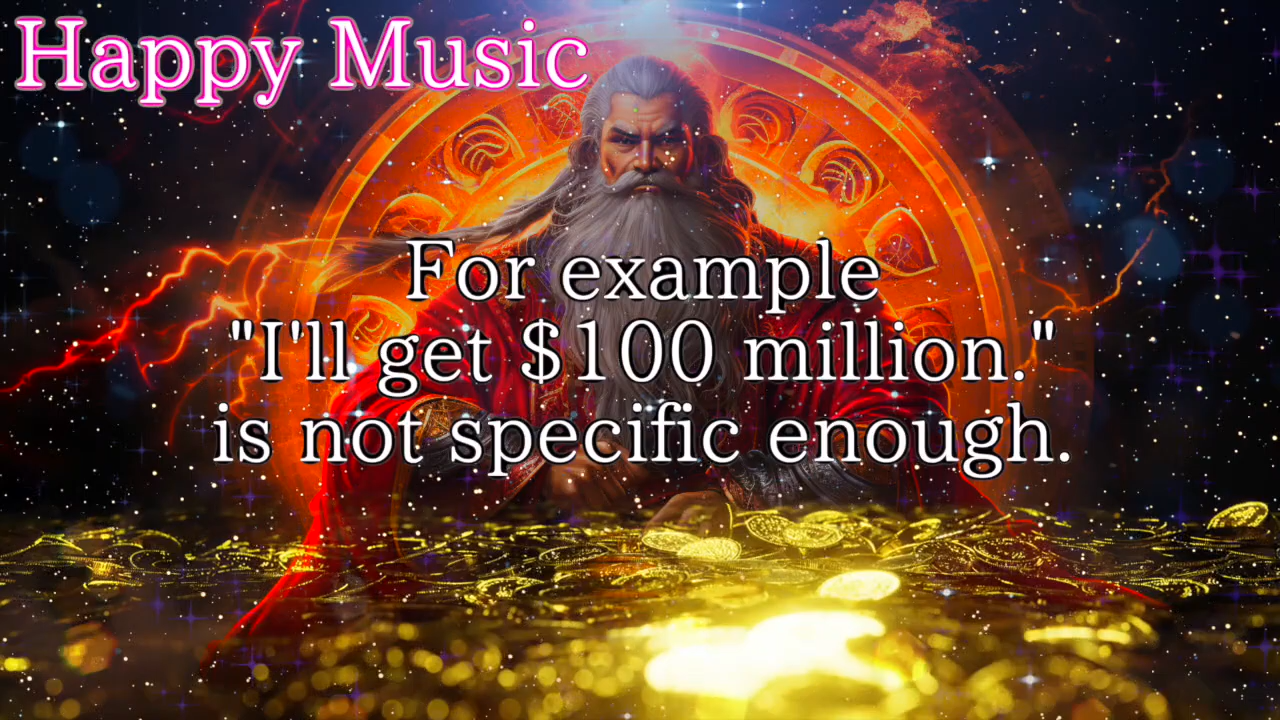 Happy Music
For example
"I'll get $100 million."
is not specific enough.